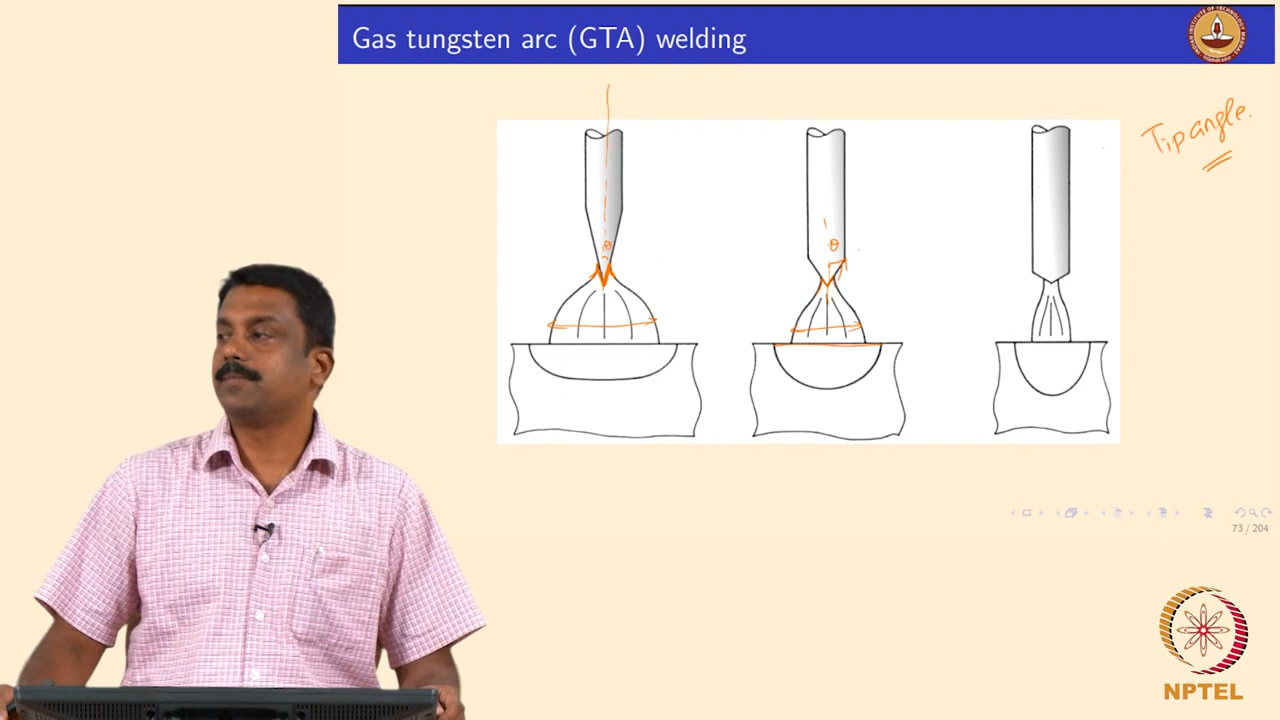 Gas tungsten arc (GTA) welding
Tip angle.
θ
θ
73 / 204
NPTEL